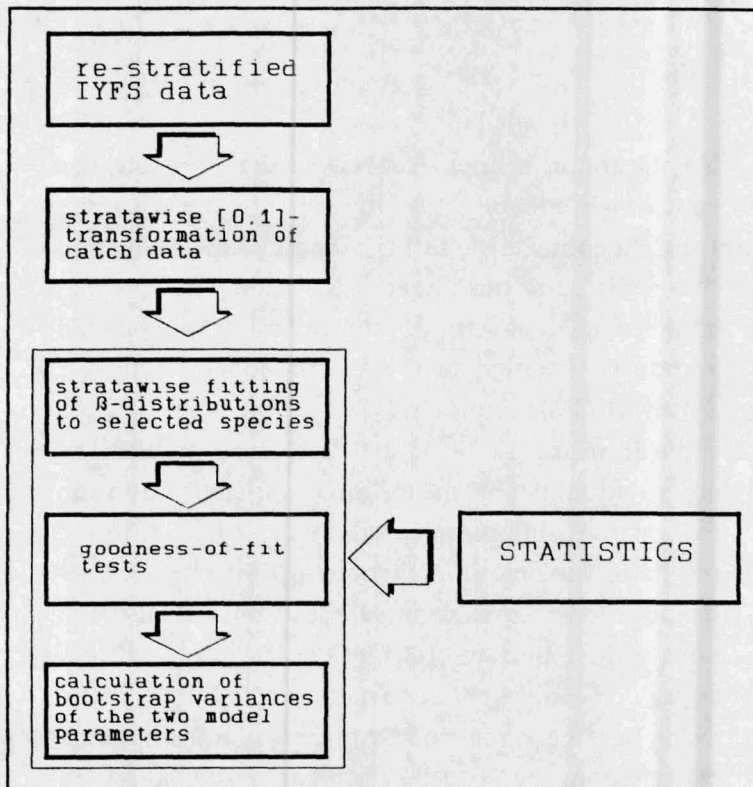 re-stratified
IYFS data
stratawise [0.1]-
transformation of
catch data
stratawise fitting
of ß-distributions
to selected species
goodness-of-fit
tests
STATISTICS
calculation of
bootstrap variances
of the two model
parameters